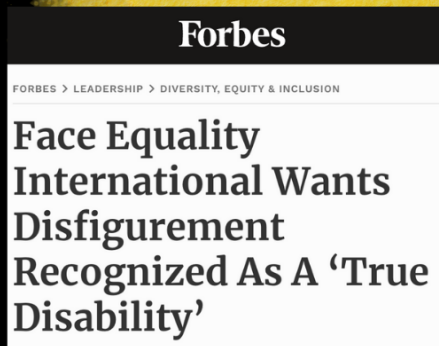 Forbes
FORBES > LEADERSHIP > DIVERSITY, EQUITY & INCLUSION
Face Equality
International Wants
Disfigurement
Recognized As A ‘True
Disability’